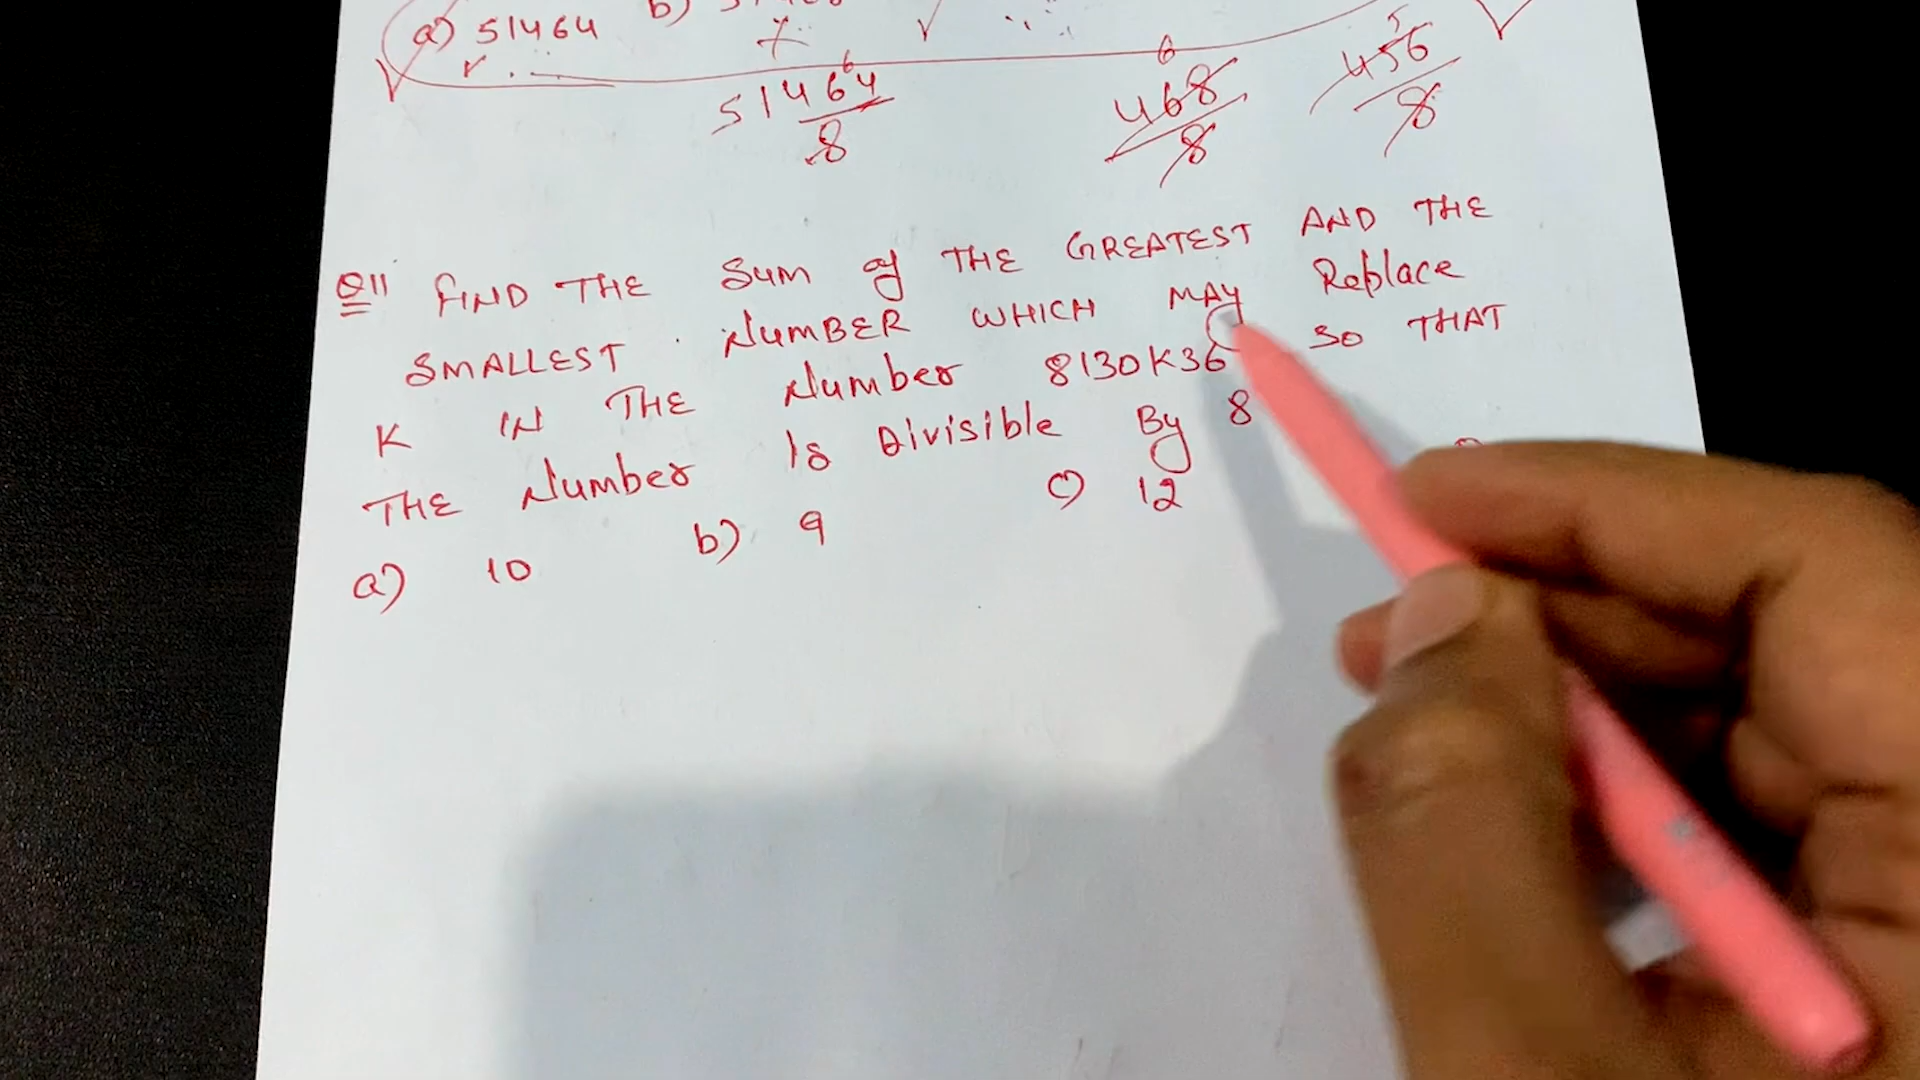 a) 51464 b)
51464
8
468
8
456
8
Q11 FIND THE Sum of THE GREATEST AND THE
SMALLEST NUMBER WHICH MAY Replace
K IN THE Number 8130K36 SO THAT
THE Number Is Divisible By 8
a) 10 b) 9 c) 12